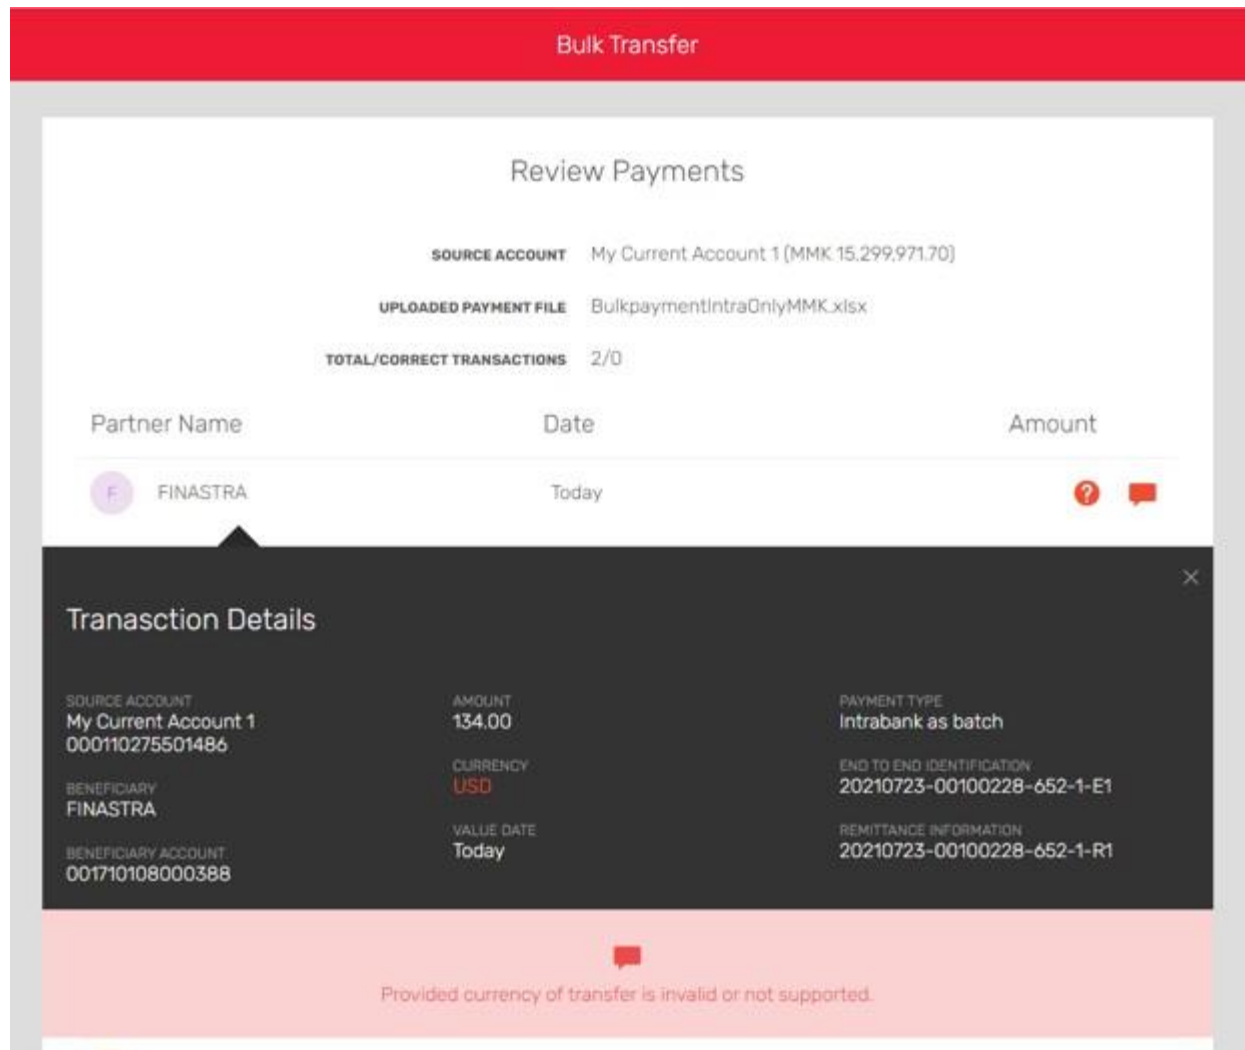 Bulk Transfer
Review Payments
SOURCE ACCOUNT My Current Account 1 (MMK 15,299,971.70)
UPLOADED PAYMENT FILE BulkpaymentIntraOnlyMMK.xlsx
TOTAL/CORRECT TRANSACTIONS 2/0
Partner Name Date Amount
F FINASTRA Today ?
Tranasction Details
SOURCE ACCOUNT
My Current Account 1
000110275501486
BENEFICIARY
FINASTRA
BENEFICIARY ACCOUNT
001710108000388
AMOUNT
134.00
CURRENCY
USD
VALUE DATE
Today
PAYMENT TYPE
Intrabank as batch
END TO END IDENTIFICATION
20210723-00100228-652-1-E1
REMITTANCE INFORMATION
20210723-00100228-652-1-R1
Provided currency of transfer is invalid or not supported.